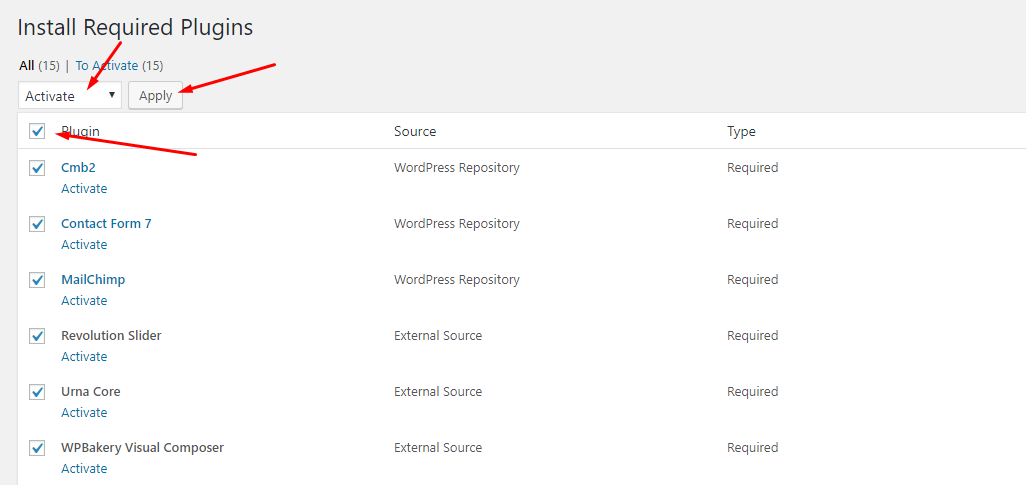 Install Required Plugins
All (15) | To Activate (15)
Activate Apply
Plugin Source Type
Cmb2 WordPress Repository Required
Activate
Contact Form 7 WordPress Repository Required
Activate
MailChimp WordPress Repository Required
Activate
Revolution Slider External Source Required
Activate
Urna Core External Source Required
Activate
WPBakery Visual Composer External Source Required
Activate